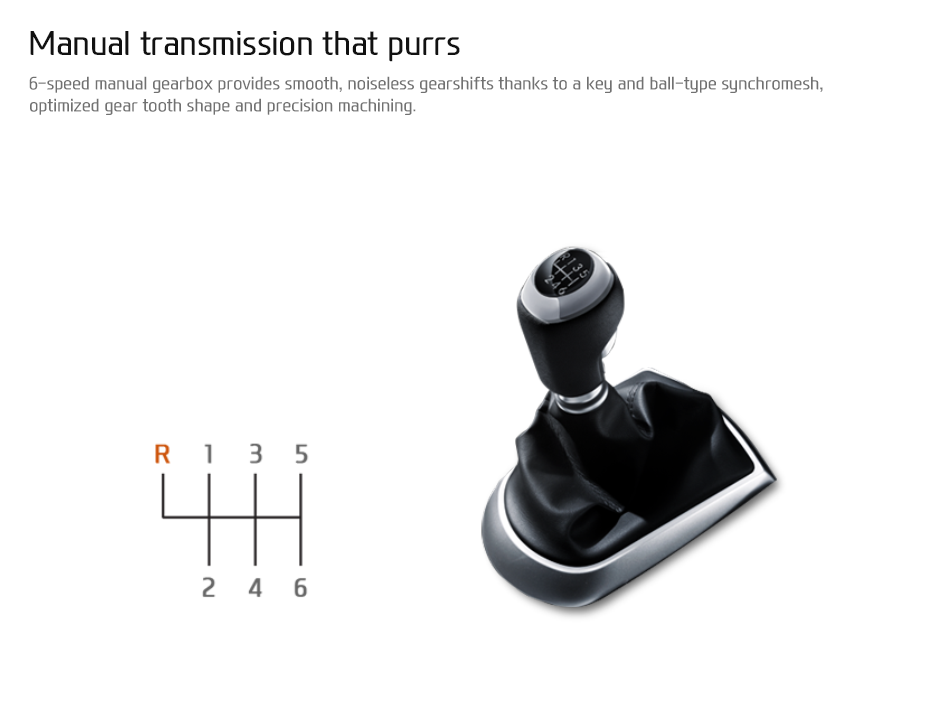 Manual transmission that purrs
6-speed manual gearbox provides smooth, noiseless gearshifts thanks to a key and ball-type synchromesh,
optimized gear tooth shape and precision machining.
R 1 3 5
2 4 6
R 1 3 5
2 4 6